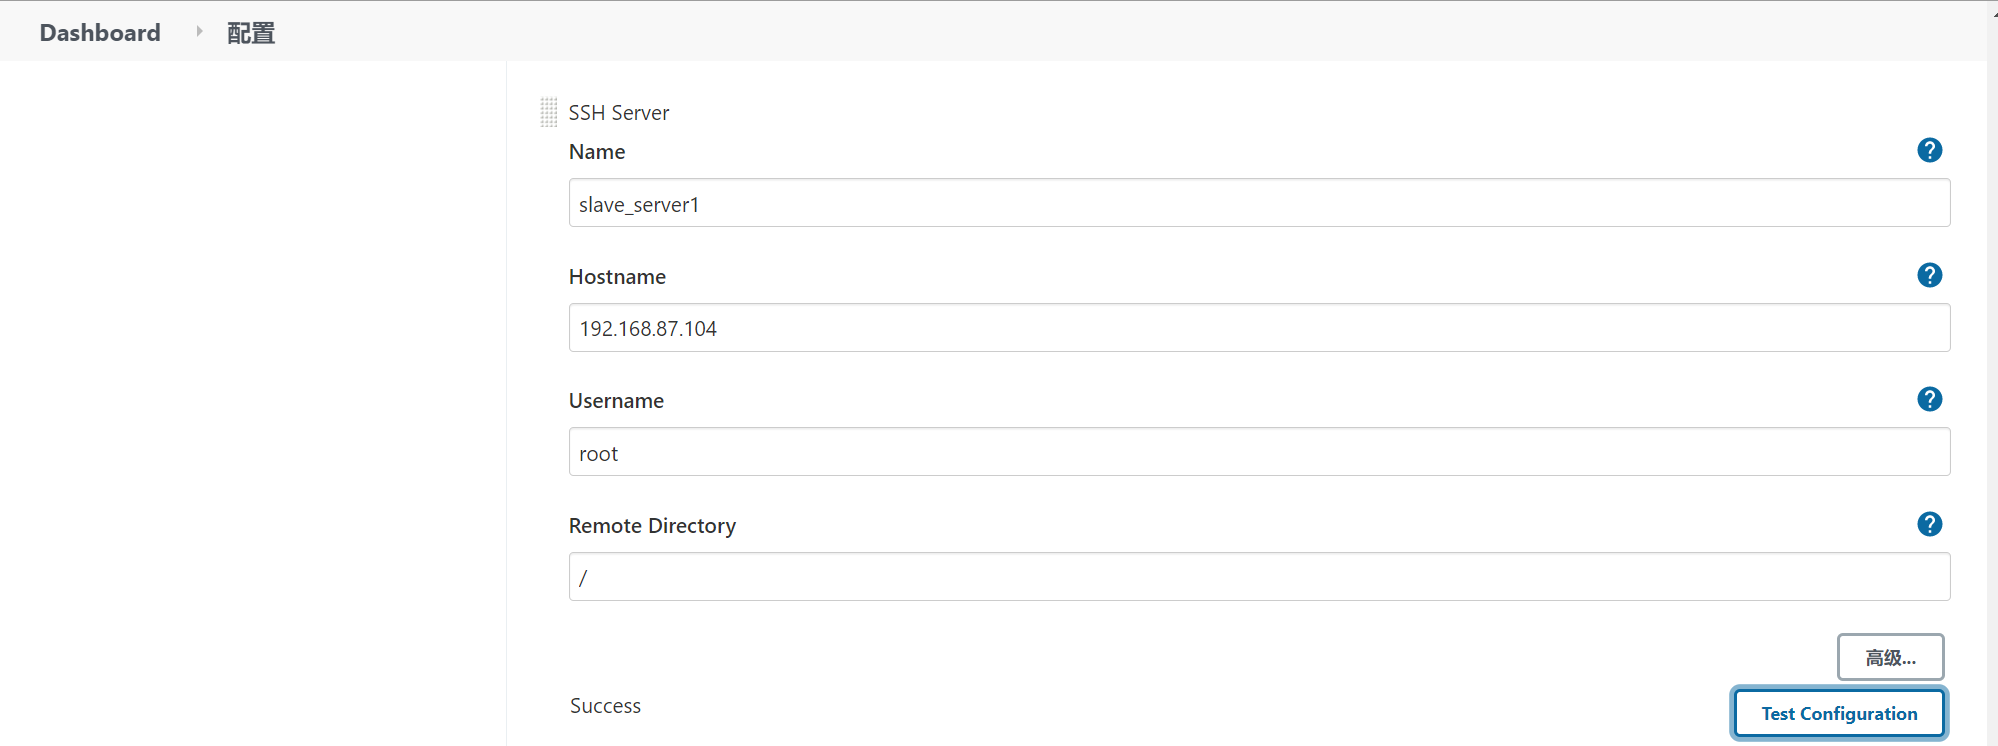 Dashboard 配置
SSH Server
Name
slave_server1
Hostname
192.168.87.104
Username
root
Remote Directory
/
高级...
Success
Test Configuration